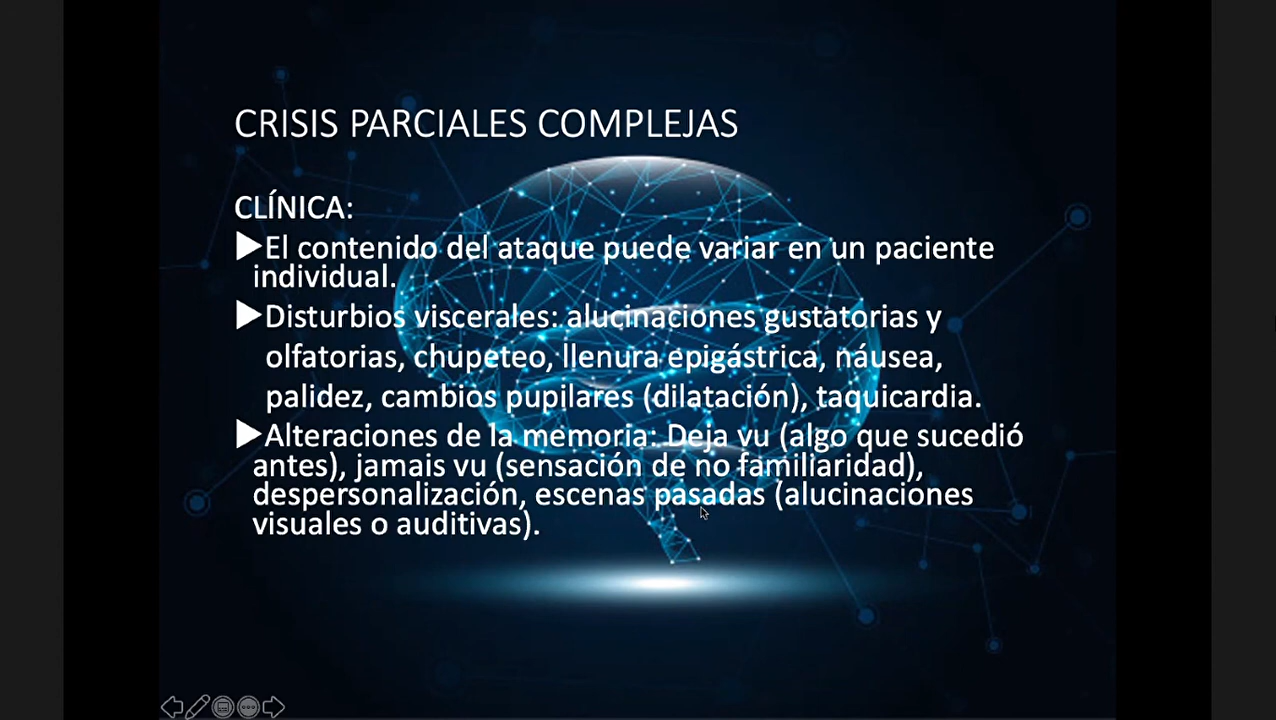 CRISIS PARCIALES COMPLEJAS
CLÍNICA:
▶El contenido del ataque puede variar en un paciente
individual.
▶Disturbios viscerales: alucinaciones gustatorias y
olfatorias, chupeteo, llenura epigástrica, náusea,
palidez, cambios pupilares (dilatación), taquicardia.
▶Alteraciones de la memoria: Deja vu (algo que sucedió
antes), jamais vu (sensación de no familiaridad),
despersonalización, escenas pasadas (alucinaciones
visuales o auditivas).